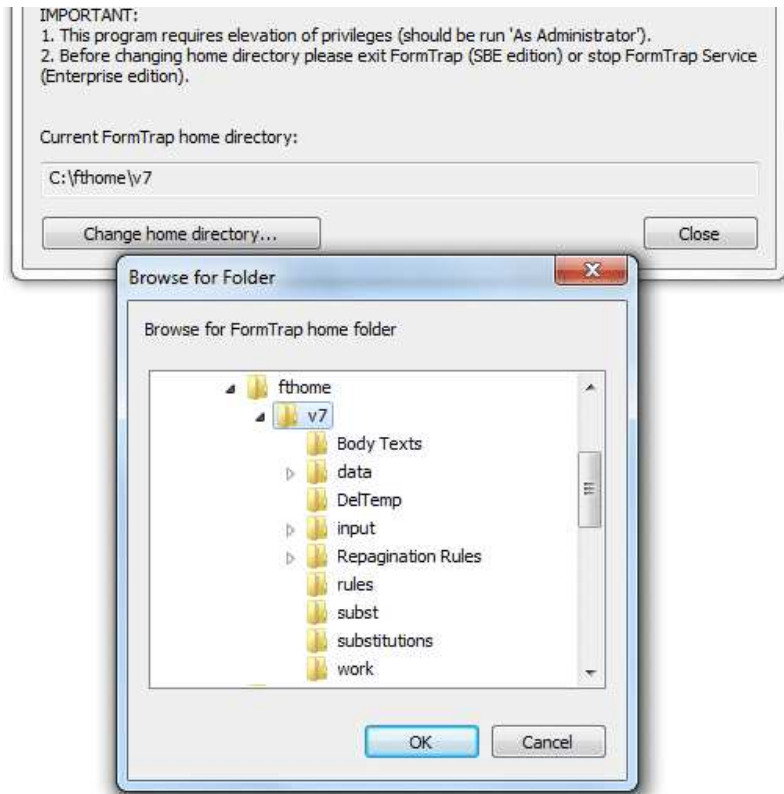 IMPORTANT:
1. This program requires elevation of privileges (should be run 'As Administrator').
2. Before changing home directory please exit FormTrap (SBE edition) or stop FormTrap Service
(Enterprise edition).
Current FormTrap home directory:
C:\fthome\v7
Change home directory...
Close
Browse for Folder
Browse for FormTrap home folder
fthome
v7
Body Texts
data
DelTemp
input
Repagination Rules
rules
subst
substitutions
work
OK
Cancel